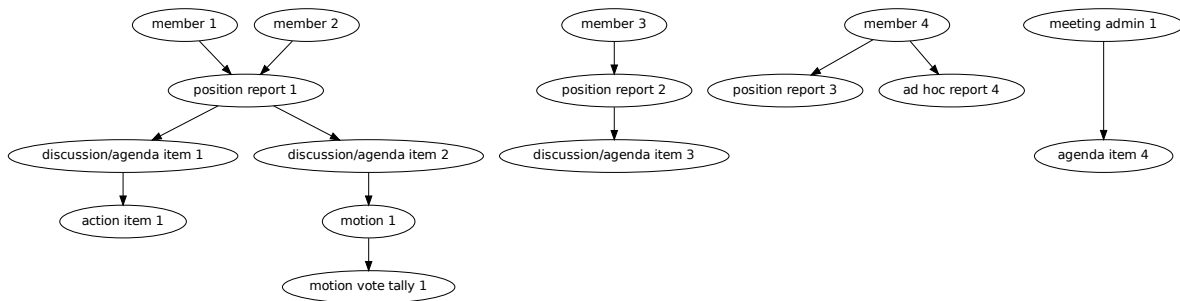 member 1
member 2
member 3
member 4
meeting admin 1
position report 1
position report 2
position report 3
ad hoc report 4
discussion/agenda item 1
discussion/agenda item 2
discussion/agenda item 3
agenda item 4
action item 1
motion 1
motion vote tally 1